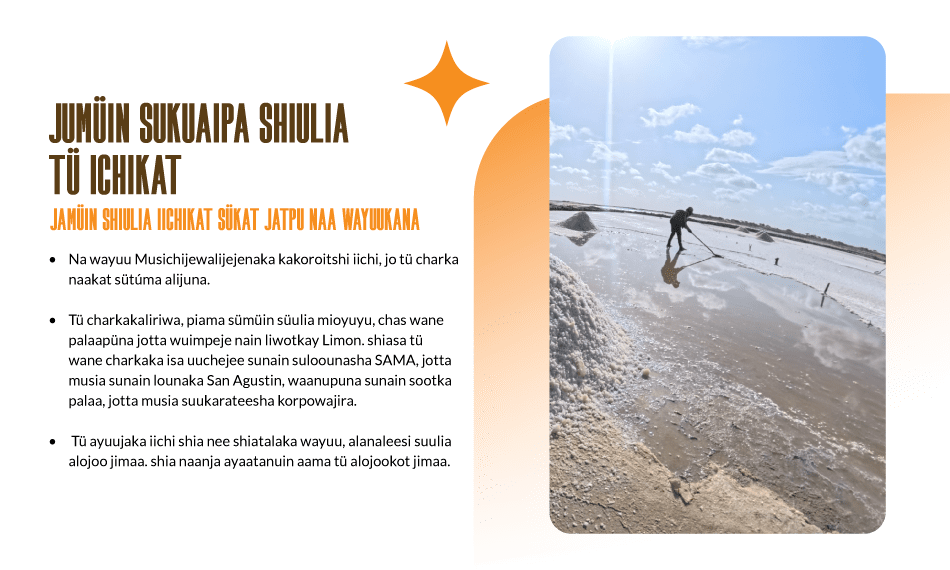 JUMÜIN SUKUAIPA SHIULIA
TÜ ICHIKAT
JAMÜIN SHIULIA IICHIKAT SÜKAT JATPU NAA WAYUUKANA
• Na wayuu Musichijewalijejenaka kakoroitshi iichi, jo tü charka
naakat sütúma alijuna.
• Tü charkakaliriwa, piama sümüin süulia mioyuyu, chas wane
palaapüna jotta wuimpeje nain liwotkay Limon. shiasa tü
wane charkaka isa uuchejee sunain suloounasha SAMA, jotta
musia sunain lounaka San Agustin, waanupuna sunain sootka
palaa, jotta musia suukarateesha korpowajira.
• Tü ayuujaka iichi shia nee shiatalaka wayuu, alanaleesi suulia
alojoo jimaa. shia naanja ayaatanuin aama tü alojookot jimaa.